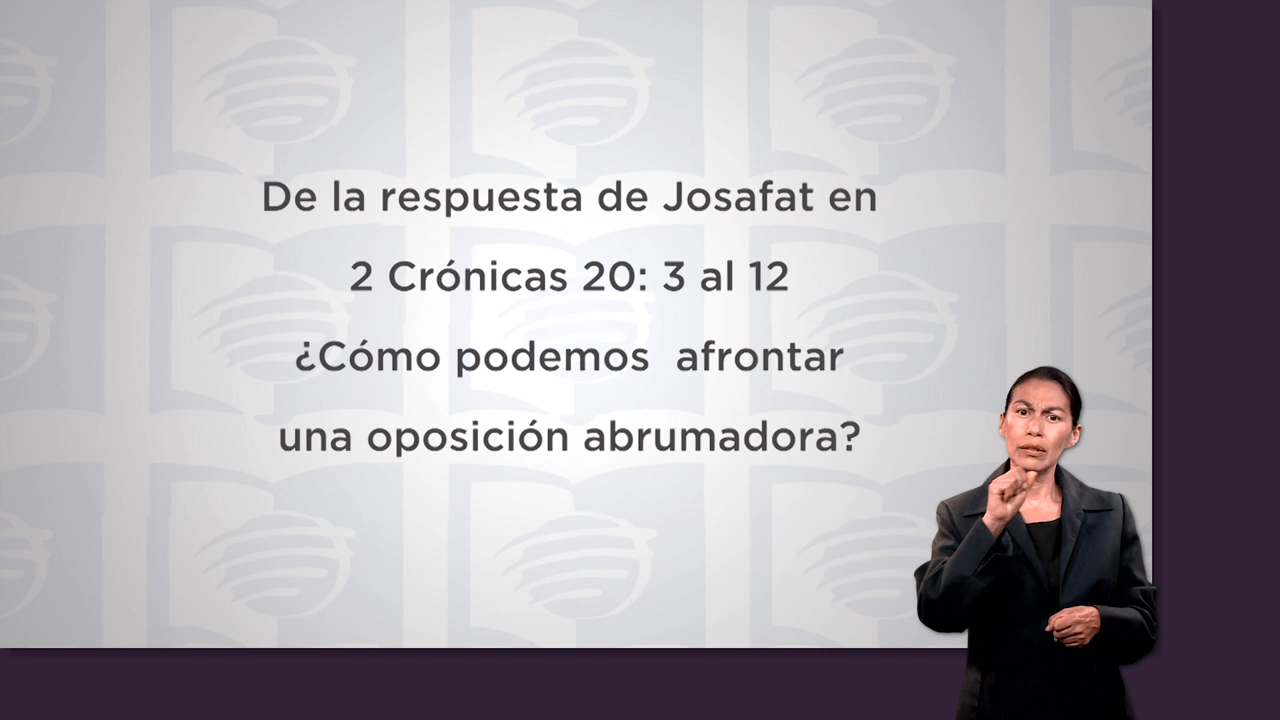 De la respuesta de Josafat en
2 Crónicas 20: 3 al 12
¿Cómo podemos  afrontar
una oposición abrumadora?